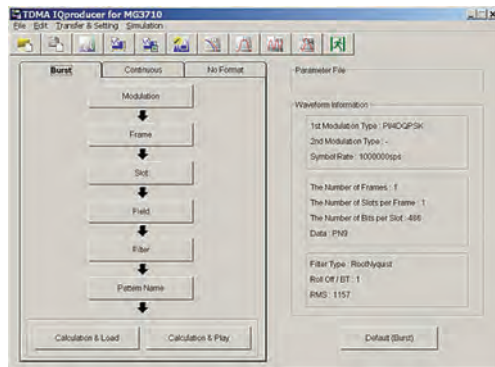 TDMA IQproducer for MG3710
File Edit Transfer & Setting Simulation
Burst Continuous No Format
Modulation
Frame
Slot
Field
Filter
Pattern Name
Calculation & Load Calculation & Play
Parameter File
Waveform Information
1st Modulation Type : PI/4DQPSK
2nd Modulation Type : -
Symbol Rate : 1000000sps
The Number of Frames : 1
The Number of Slots per Frame : 1
The Number of Bits per Slot : 486
Data : PN9
Filter Type : RootNyquist
Roll Off / BT : 1
RMS : 1157
Default (Burst)